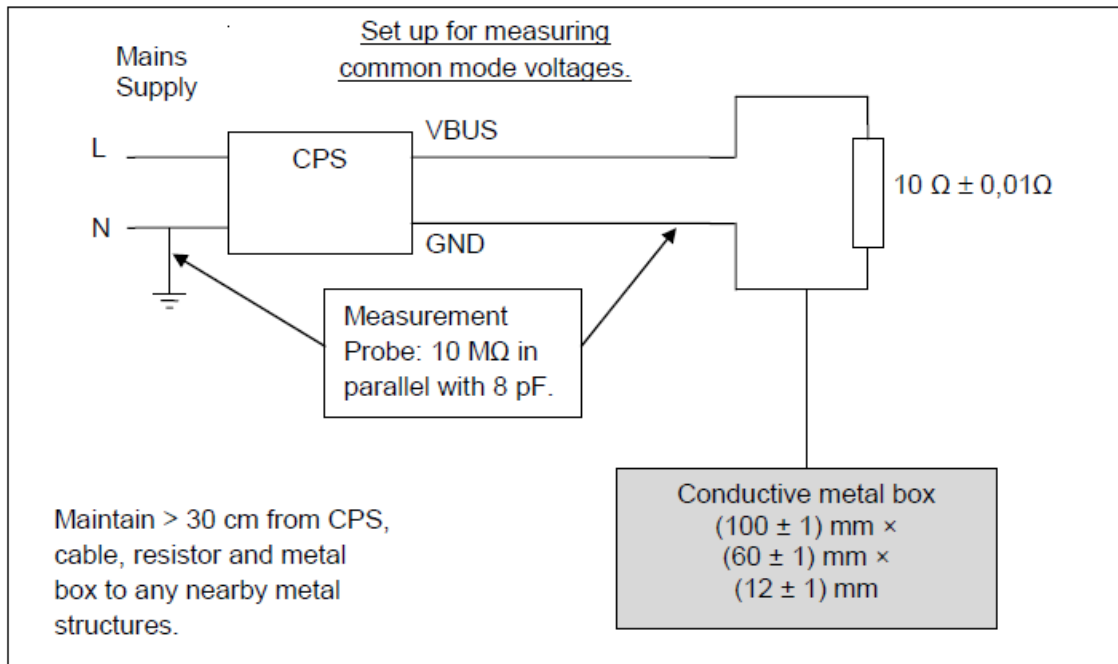 Set up for measuring
common mode voltages.
Mains
Supply
L
N
CPS
VBUS
GND
10 Ω ± 0,01Ω
Measurement
Probe: 10 MΩ in
parallel with 8 pF.
Maintain > 30 cm from CPS,
cable, resistor and metal
box to any nearby metal
structures.
Conductive metal box
(100 ± 1) mm ×
(60 ± 1) mm ×
(12 ± 1) mm